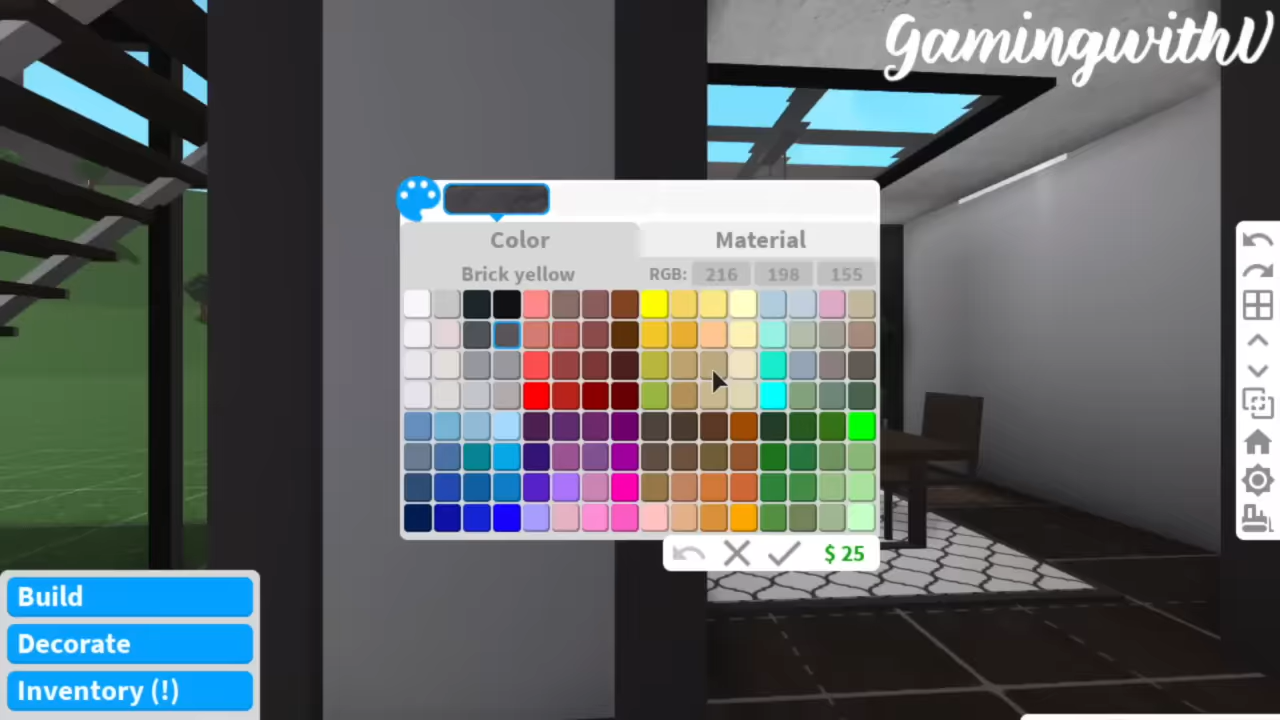 GamingwithV
Color
Material
Brick yellow
RGB: 216 198 155
$ 25
Build
Decorate
Inventory (!)